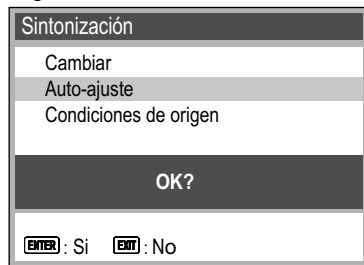 Sintonización
Cambiar
Auto-ajuste
Condiciones de origen
OK?
ENTER : Si EXIT : No